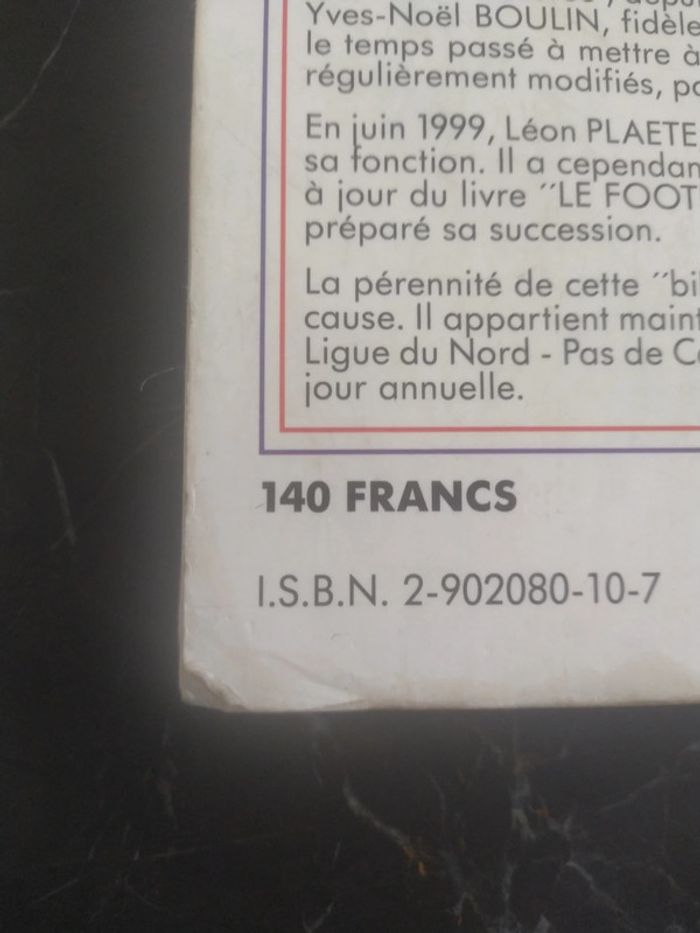 Yves-Noël BOULIN, fidèle
le temps passé à mettre à
régulièrement modifiés,
En juin 1999, Léon PLAETE
sa fonction. Il a cependan
à jour du livre ´´LE FOOT
préparé sa succession.
La pérennité de cette ´´bi
cause. Il appartient maint
Ligue du Nord - Pas de Ca
jour annuelle.
140 FRANCS
I.S.B.N. 2-902080-10-7